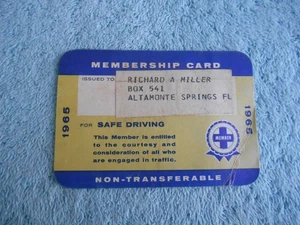 MEMBERSHIP CARD
ISSUED TO RICHARD A MILLER
BOX 541
ALTAMONTE SPRINGS FL
1965
FOR SAFE DRIVING
This Member is entitled
to the courtesy and
consideration of all who
are engaged in traffic.
MEMBER
1965
NON-TRANSFERABLE